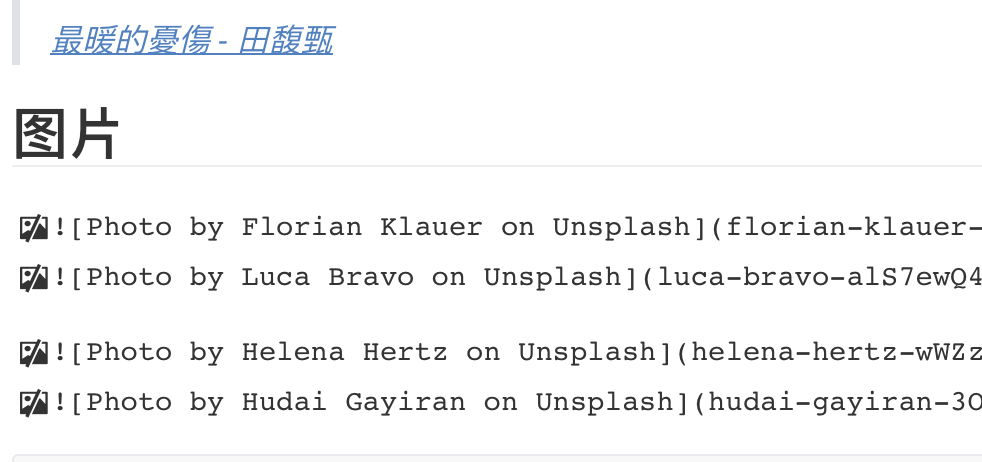 最暖的憂傷 - 田馥甄
图片
![Photo by Florian Klauer on Unsplash](florian-klauer-
![Photo by Luca Bravo on Unsplash](luca-bravo-alS7ewQ4
![Photo by Helena Hertz on Unsplash](helena-hertz-wWZz
![Photo by Hudai Gayiran on Unsplash](hudai-gayiran-3O